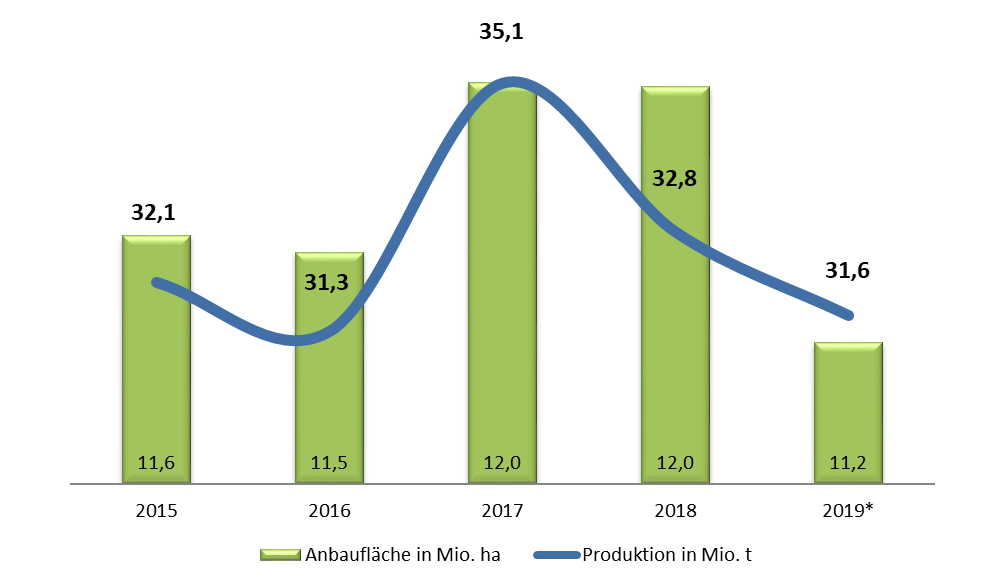 35,1
32,8
32,1
31,6
31,3
11,6 11,5 12,0 12,0 11,2
2015 2016 2017 2018 2019*
Anbaufläche in Mio. ha Produktion in Mio. t